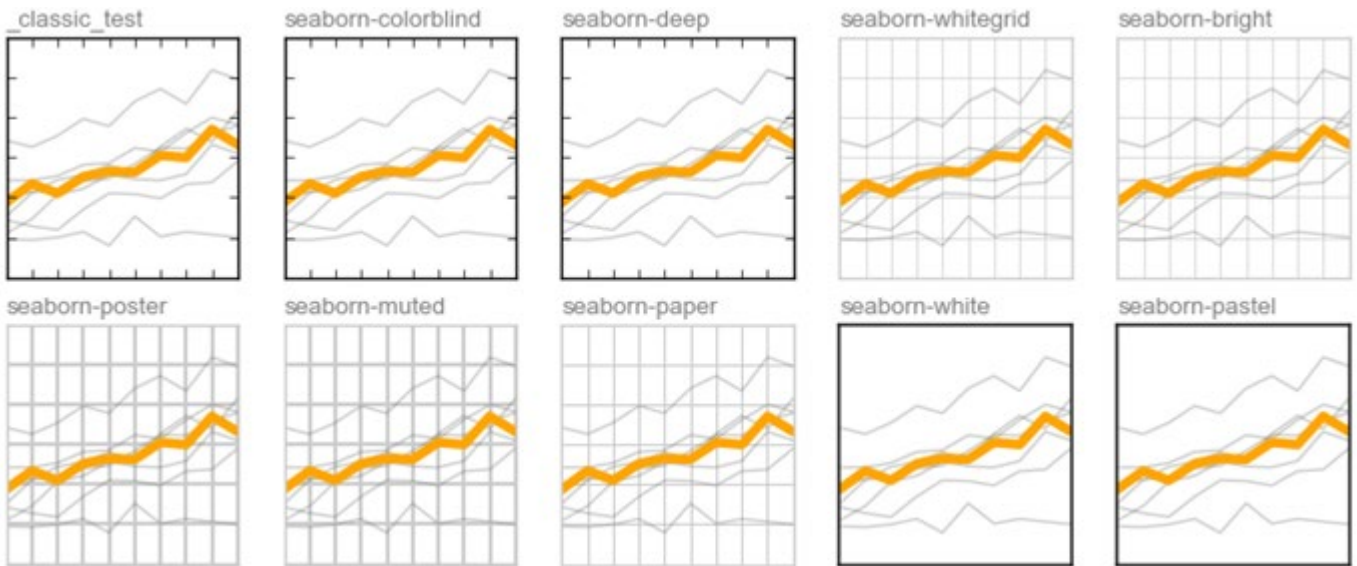 _classic_test
seaborn-colorblind
seaborn-deep
seaborn-whitegrid
seaborn-bright
seaborn-poster
seaborn-muted
seaborn-paper
seaborn-white
seaborn-pastel